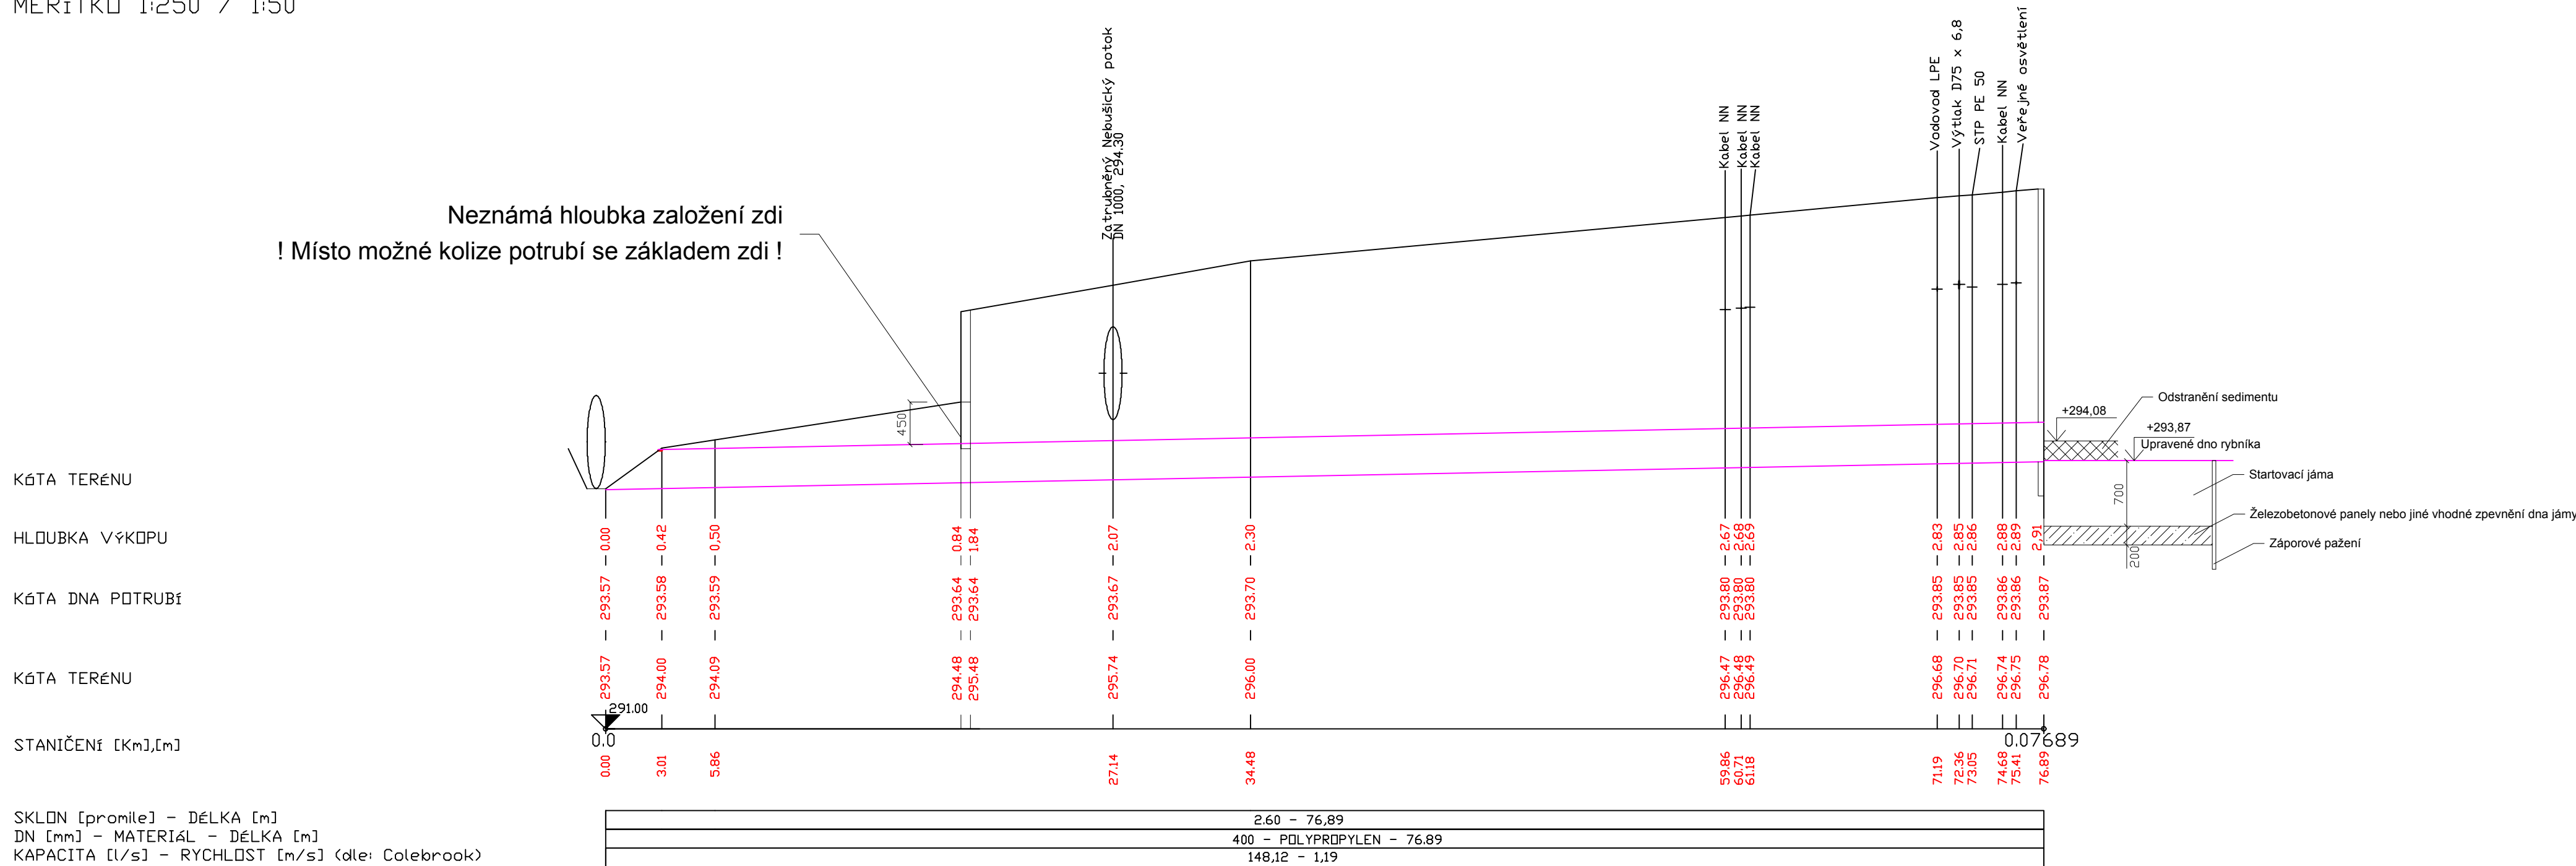 MĚRÍTKO 1:250 / 1:50
Zatrubněný Nebušický potok
DN 1000, 294.30
Kabel NN
Kabel NN
Kabel NN
Vodovod LPE
Výtlak D75 x 6,8
STP PE 50
Kabel NN
Veřejné osvětlení
Neznámá hloubka založení zdi
! Místo možné kolize potrubí se základem zdi !
450
+294,08
Odstranění sedimentu
+293,87
Upravené dno rybníka
Startovací jáma
700
Železobetonové panely nebo jiné vhodné zpevnění dna jámy
200
Záporové pažení
KÓTA TERÉNU
HLOUBKA VÝKOPU
0.00 0.42 0,50 0.84 1.84 2.07 2.30 2.67 2.68 2.69 2.83 2.85 2.86 2.88 2.89 2,91
KÓTA DNA POTRUBÍ
293.57 293.58 293.59 293.64 293.64 293.67 293.70 293.80 293.80 293.80 293.85 293.85 293.85 293.86 293.86 293.87
KÓTA TERÉNU
293.57 294.00 294.09 294.48 295.48 295.74 296.00 296.47 296.48 296.49 296.68 296.70 296.71 296.74 296.75 296.78
291.00
STANIČENÍ [Km],[m]
0.0 0.07689
0.00 3.01 5.86 27.14 34.48 59.86 60.71 61.18 71.19 72.36 73.05 74.68 75.41 76.89
SKLON [promile] - DÉLKA [m]
2.60 - 76,89
DN [mm] - MATERIÁL - DÉLKA [m]
400 - POLYPROPYLEN - 76.89
KAPACITA [l/s] - RYCHLOST [m/s] (dle: Colebrook)
148,12 - 1,19